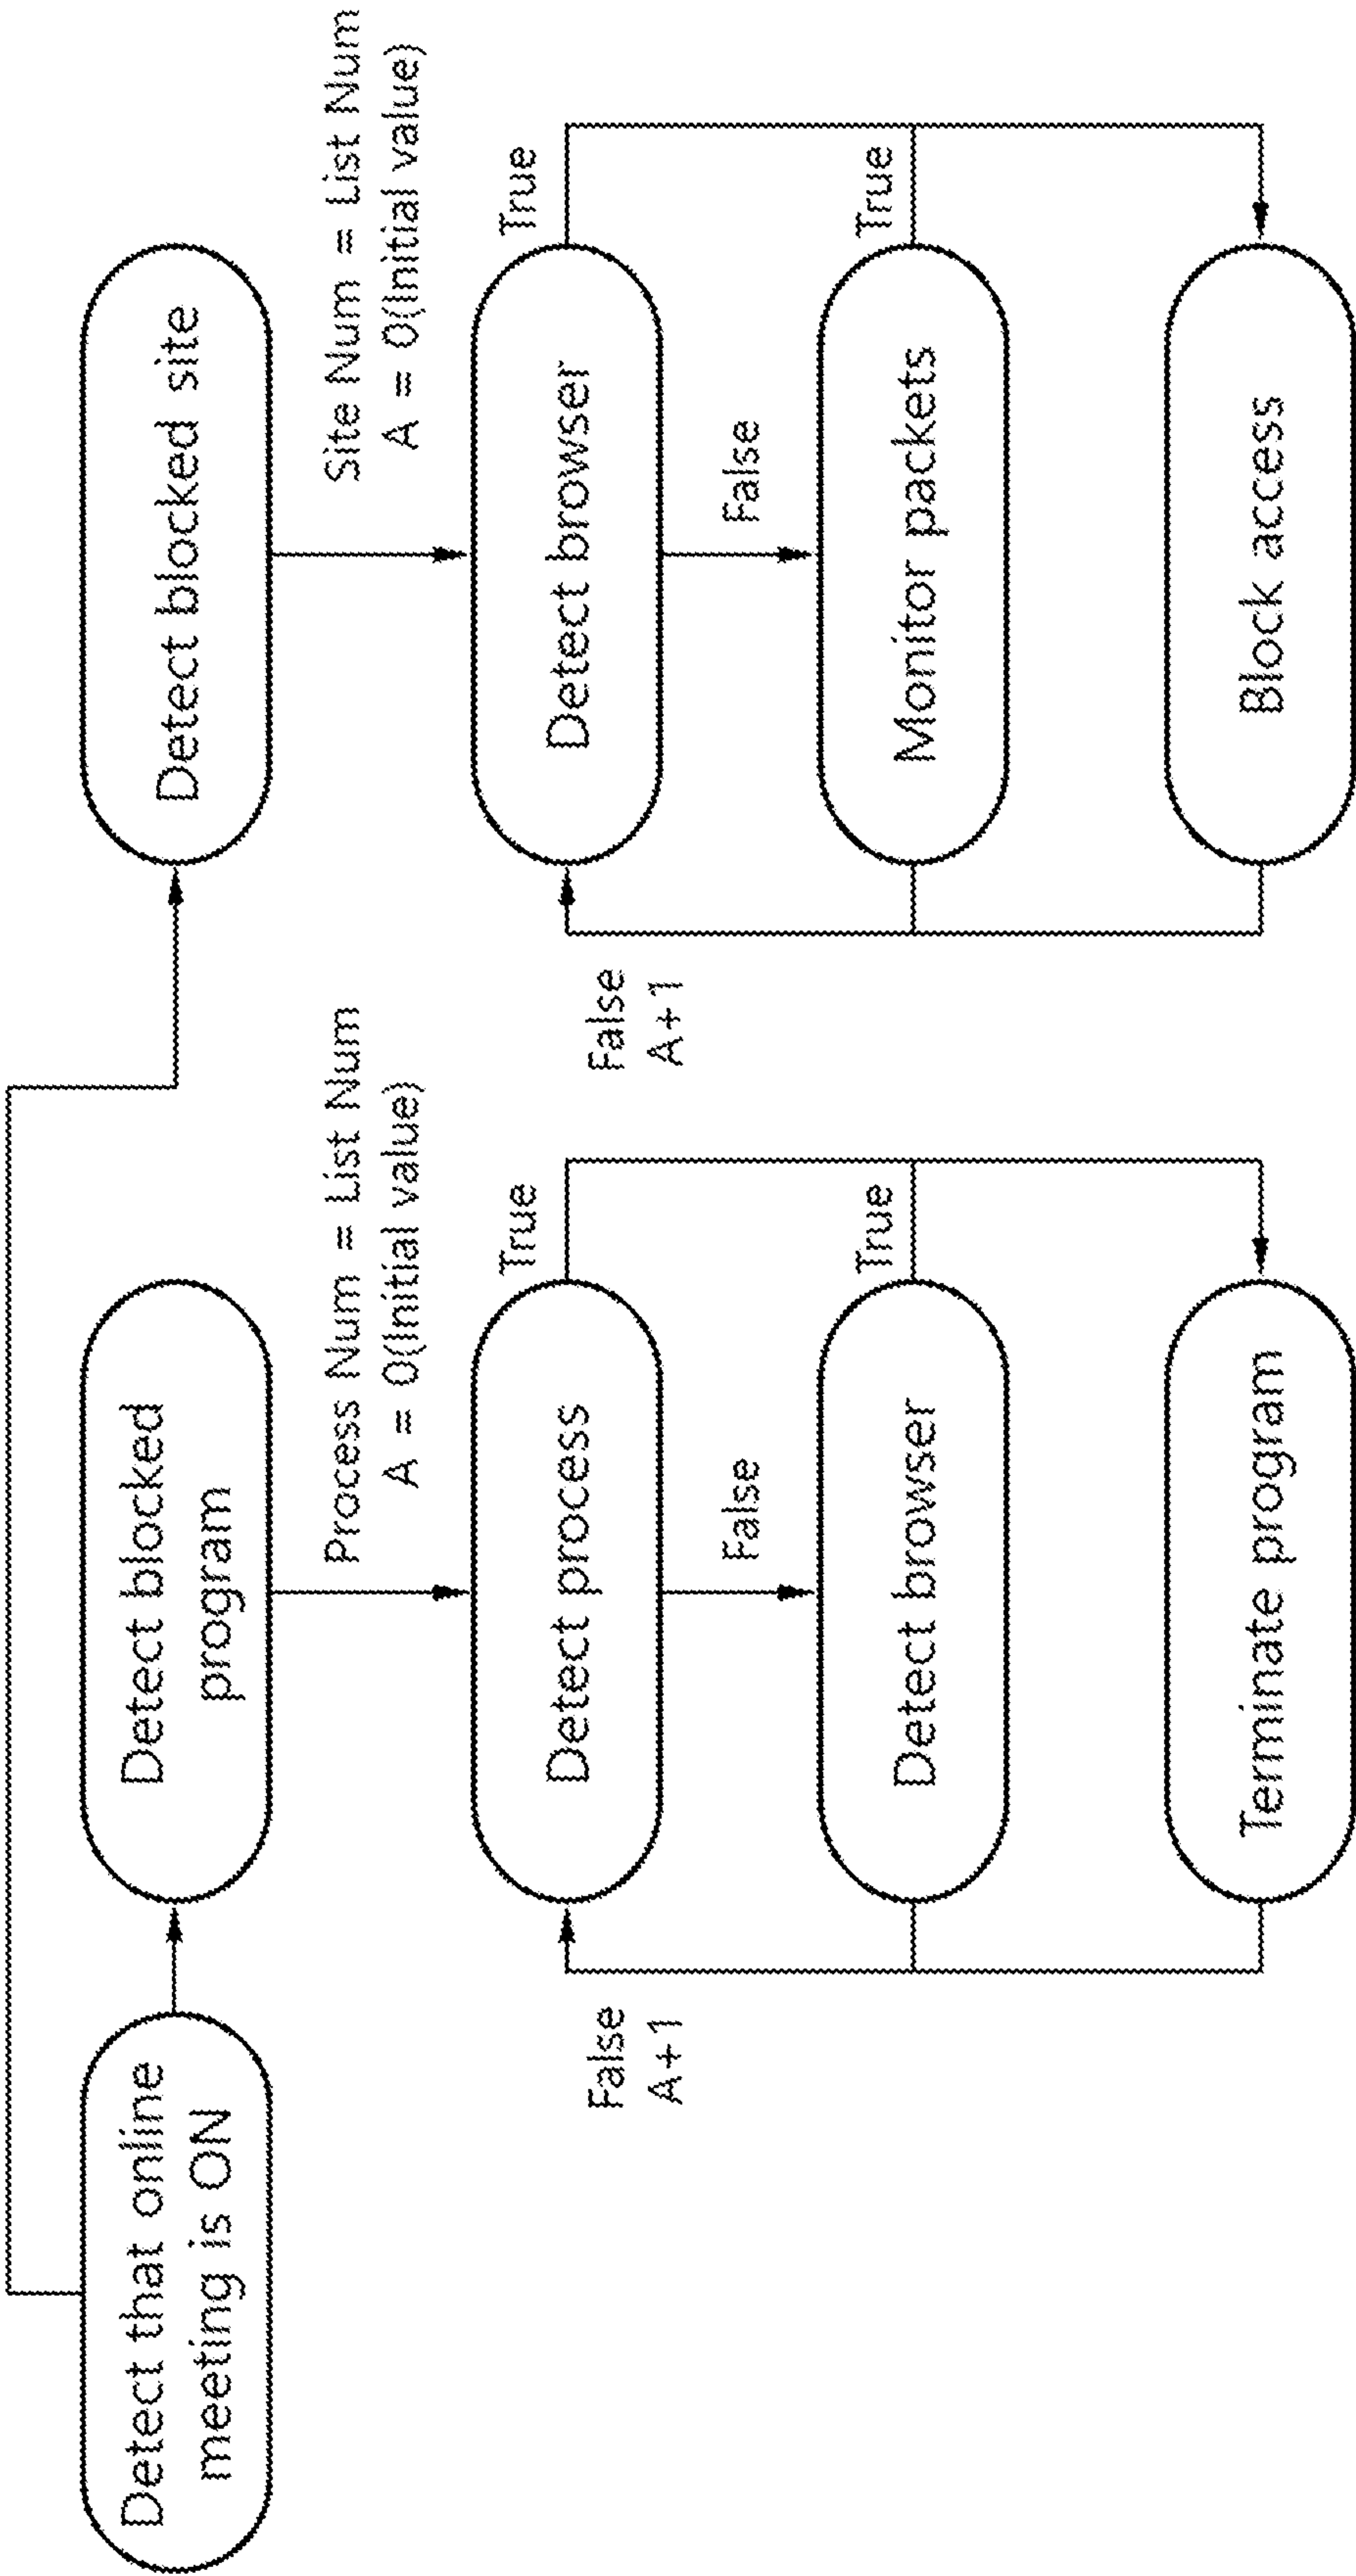 Detect that online
meeting is ON
Detect blocked
program
Detect blocked site
Process Num = List Num
A = 0(Initial value)
Site Num = List Num
A = 0(Initial value)
Detect process
True
False
A+1
False
Detect browser
True
Terminate program
Detect browser
True
False
A+1
False
Monitor packets
True
Block access